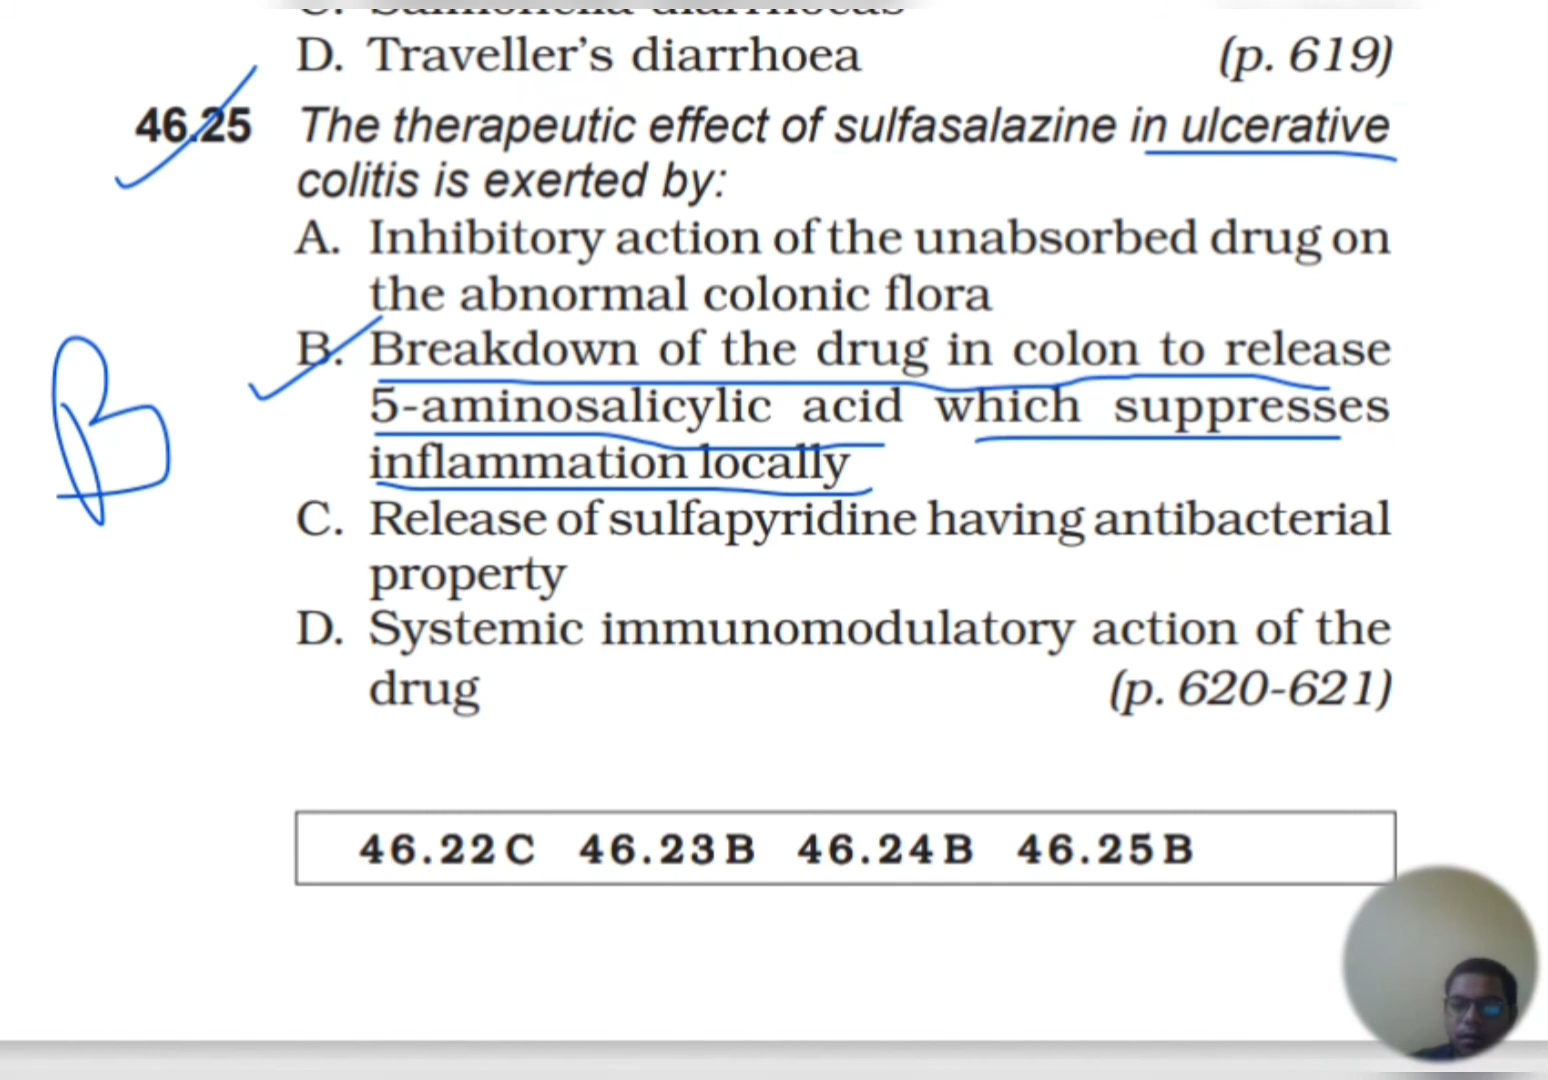 C. Salmonella diarrhoeas
D. Traveller's diarrhoea (p. 619)
46.25 The therapeutic effect of sulfasalazine in ulcerative
colitis is exerted by:
A. Inhibitory action of the unabsorbed drug on
the abnormal colonic flora
B. Breakdown of the drug in colon to release
5-aminosalicylic acid which suppresses
inflammation locally
B
C. Release of sulfapyridine having antibacterial
property
D. Systemic immunomodulatory action of the
drug (p. 620-621)
46.22 C 46.23 B 46.24 B 46.25 B